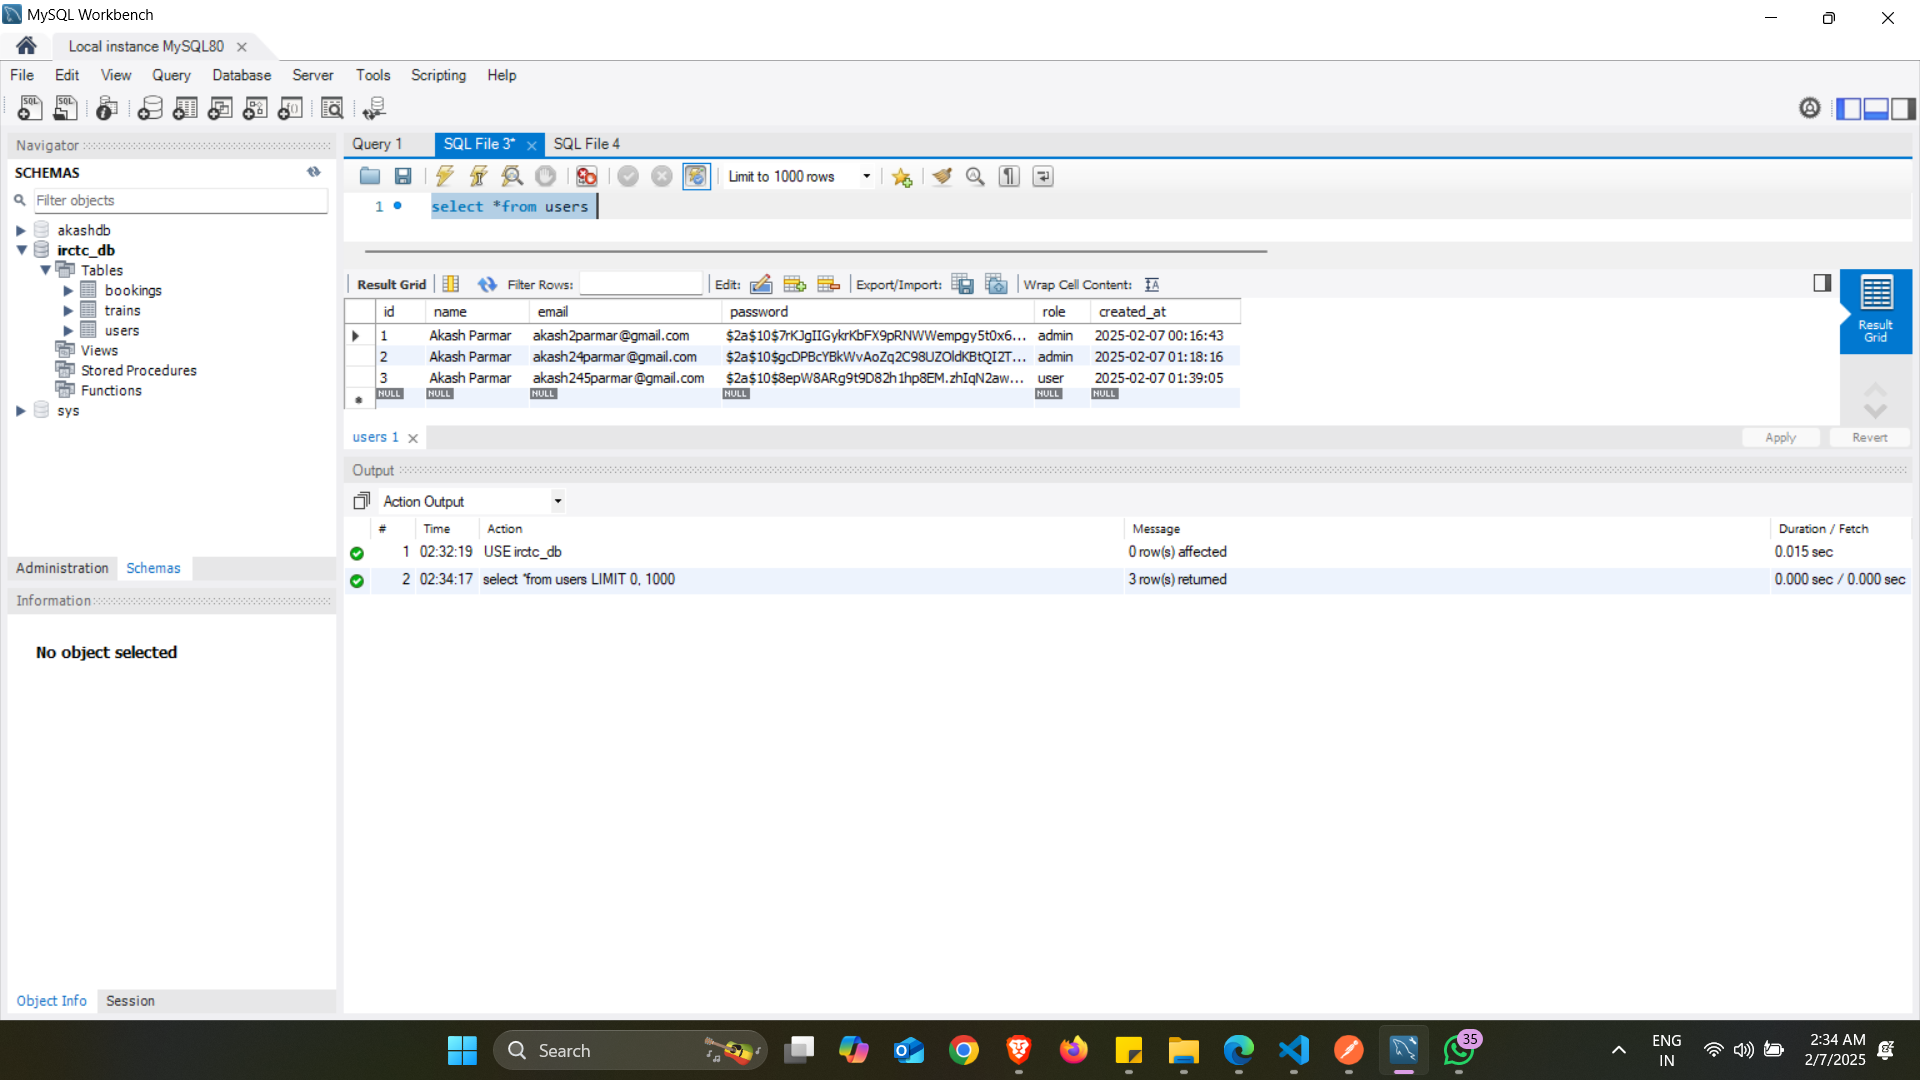 MySQL Workbench
Local instance MySQL80
File Edit View Query Database Server Tools Scripting Help
Navigator
SCHEMAS
Filter objects
akashdb
irctc_db
Tables
bookings
trains
users
Views
Stored Procedures
Functions
sys
Administration Schemas
Information
No object selected
Object Info Session
Query 1 SQL File 3* SQL File 4
Limit to 1000 rows
1 select *from users
Result Grid Filter Rows: Edit: Export/Import: Wrap Cell Content:
id name email password role created_at
1 Akash Parmar akash2parmar@gmail.com $2a$10$7rKJgIIGykrKbFX9pRNWWempgy5t0x6... admin 2025-02-07 00:16:43
2 Akash Parmar akash24parmar@gmail.com $2a$10$gcDPBcYBkWvAoZq2C98UZOldKBtQI2T... admin 2025-02-07 01:18:16
3 Akash Parmar akash245parmar@gmail.com $2a$10$8epW8ARg9t9D82h1hp8EM.zhIqN2aw... user 2025-02-07 01:39:05
NULL NULL NULL NULL NULL NULL
Result
Grid
users 1 Apply Revert
Output
Action Output
# Time Action Message Duration / Fetch
1 02:32:19 USE irctc_db 0 row(s) affected 0.015 sec
2 02:34:17 select *from users LIMIT 0, 1000 3 row(s) returned 0.000 sec / 0.000 sec
Search
35
ENG
IN
2:34 AM
2/7/2025